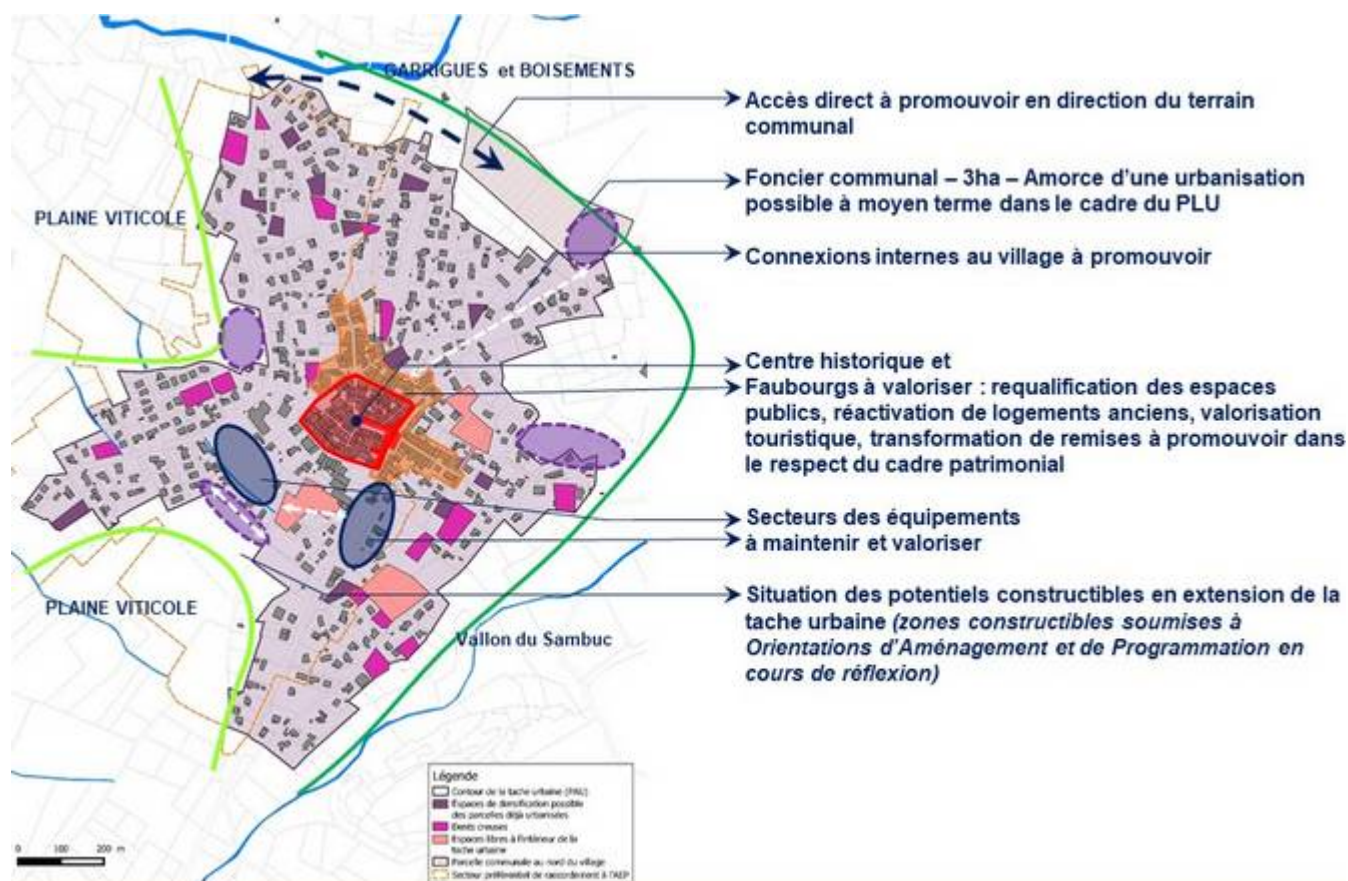 GARRIGUES et BOISEMENTS
PLAINE VITICOLE
PLAINE VITICOLE
Vallon du Sambuc
Accès direct à promouvoir en direction du terrain
communal
Foncier communal – 3ha – Amorce d'une urbanisation
possible à moyen terme dans le cadre du PLU
Connexions internes au village à promouvoir
Centre historique et
Faubourgs à valoriser : requalification des espaces
publics, réactivation de logements anciens, valorisation
touristique, transformation de remises à promouvoir dans
le respect du cadre patrimonial
Secteurs des équipements
à maintenir et valoriser
Situation des potentiels constructibles en extension de la
tache urbaine (zones constructibles soumises à
Orientations d'Aménagement et de Programmation en
cours de réflexion)
Légende
Contour de la tache urbaine (PAU)
Espaces de densification possible
des parcelles déjà urbanisées
Dents creuses
Espaces libres à l'intérieur de la
tache urbaine
Parcelle communale au nord du village
Secteur préférentiel de raccordement à l'AEP
0 100 200 m